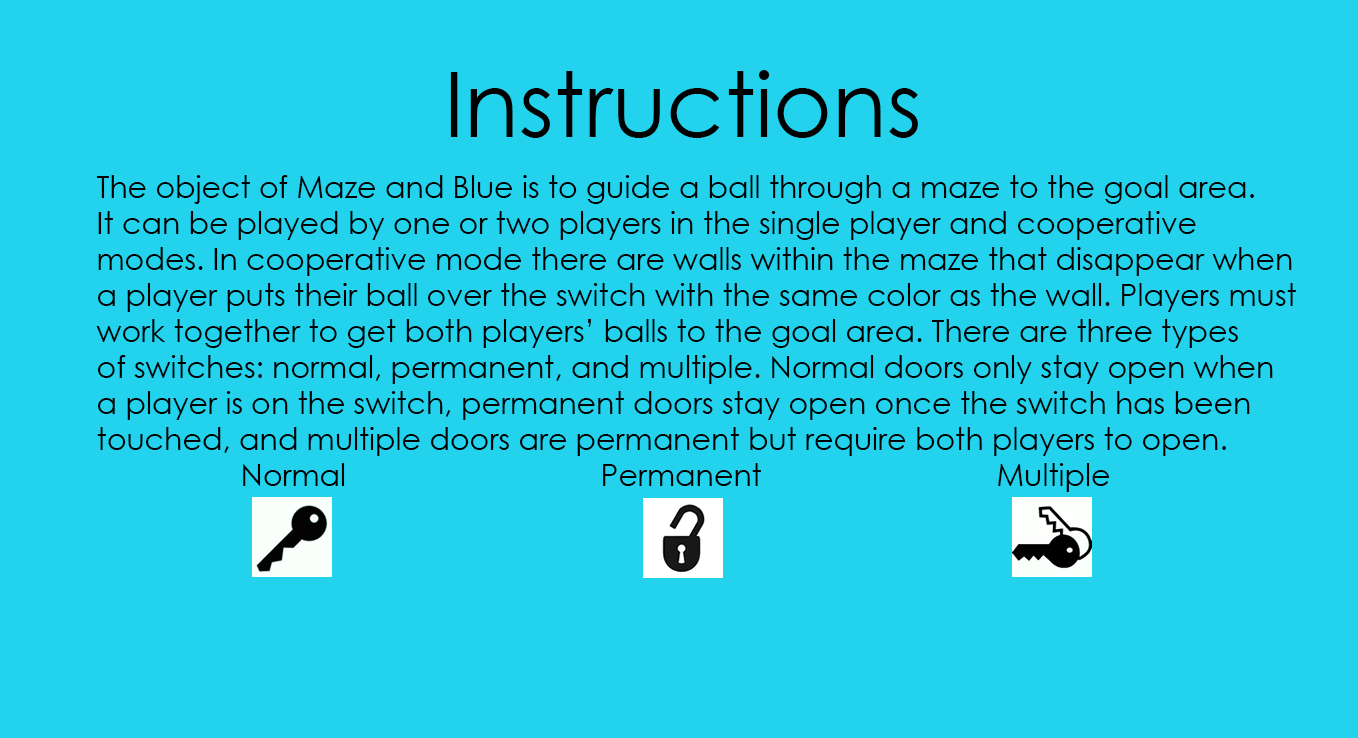 Instructions
The object of Maze and Blue is to guide a ball through a maze to the goal area.
It can be played by one or two players in the single player and cooperative
modes. In cooperative mode there are walls within the maze that disappear when
a player puts their ball over the switch with the same color as the wall. Players must
work together to get both players’ balls to the goal area. There are three types
of switches: normal, permanent, and multiple. Normal doors only stay open when
a player is on the switch, permanent doors stay open once the switch has been
touched, and multiple doors are permanent but require both players to open.
Normal Permanent Multiple